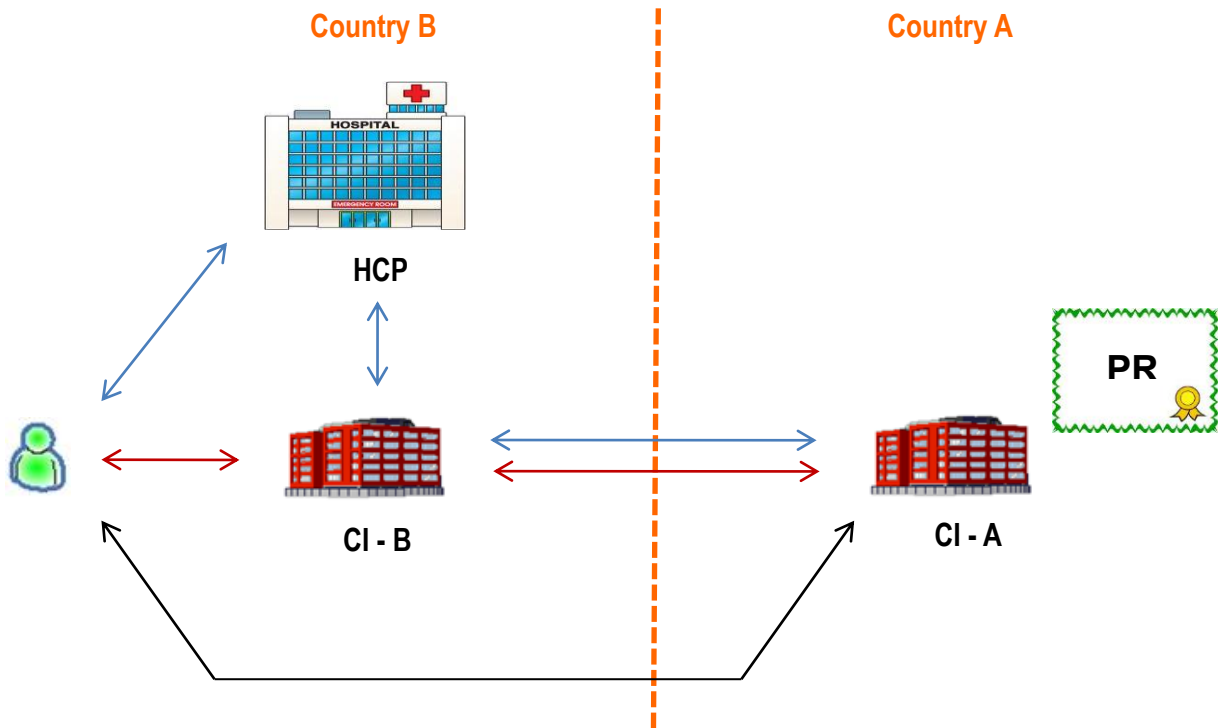 Country B
Country A
HOSPITAL
EMERGENCY ROOM
HCP
PR
CI - B
CI - A